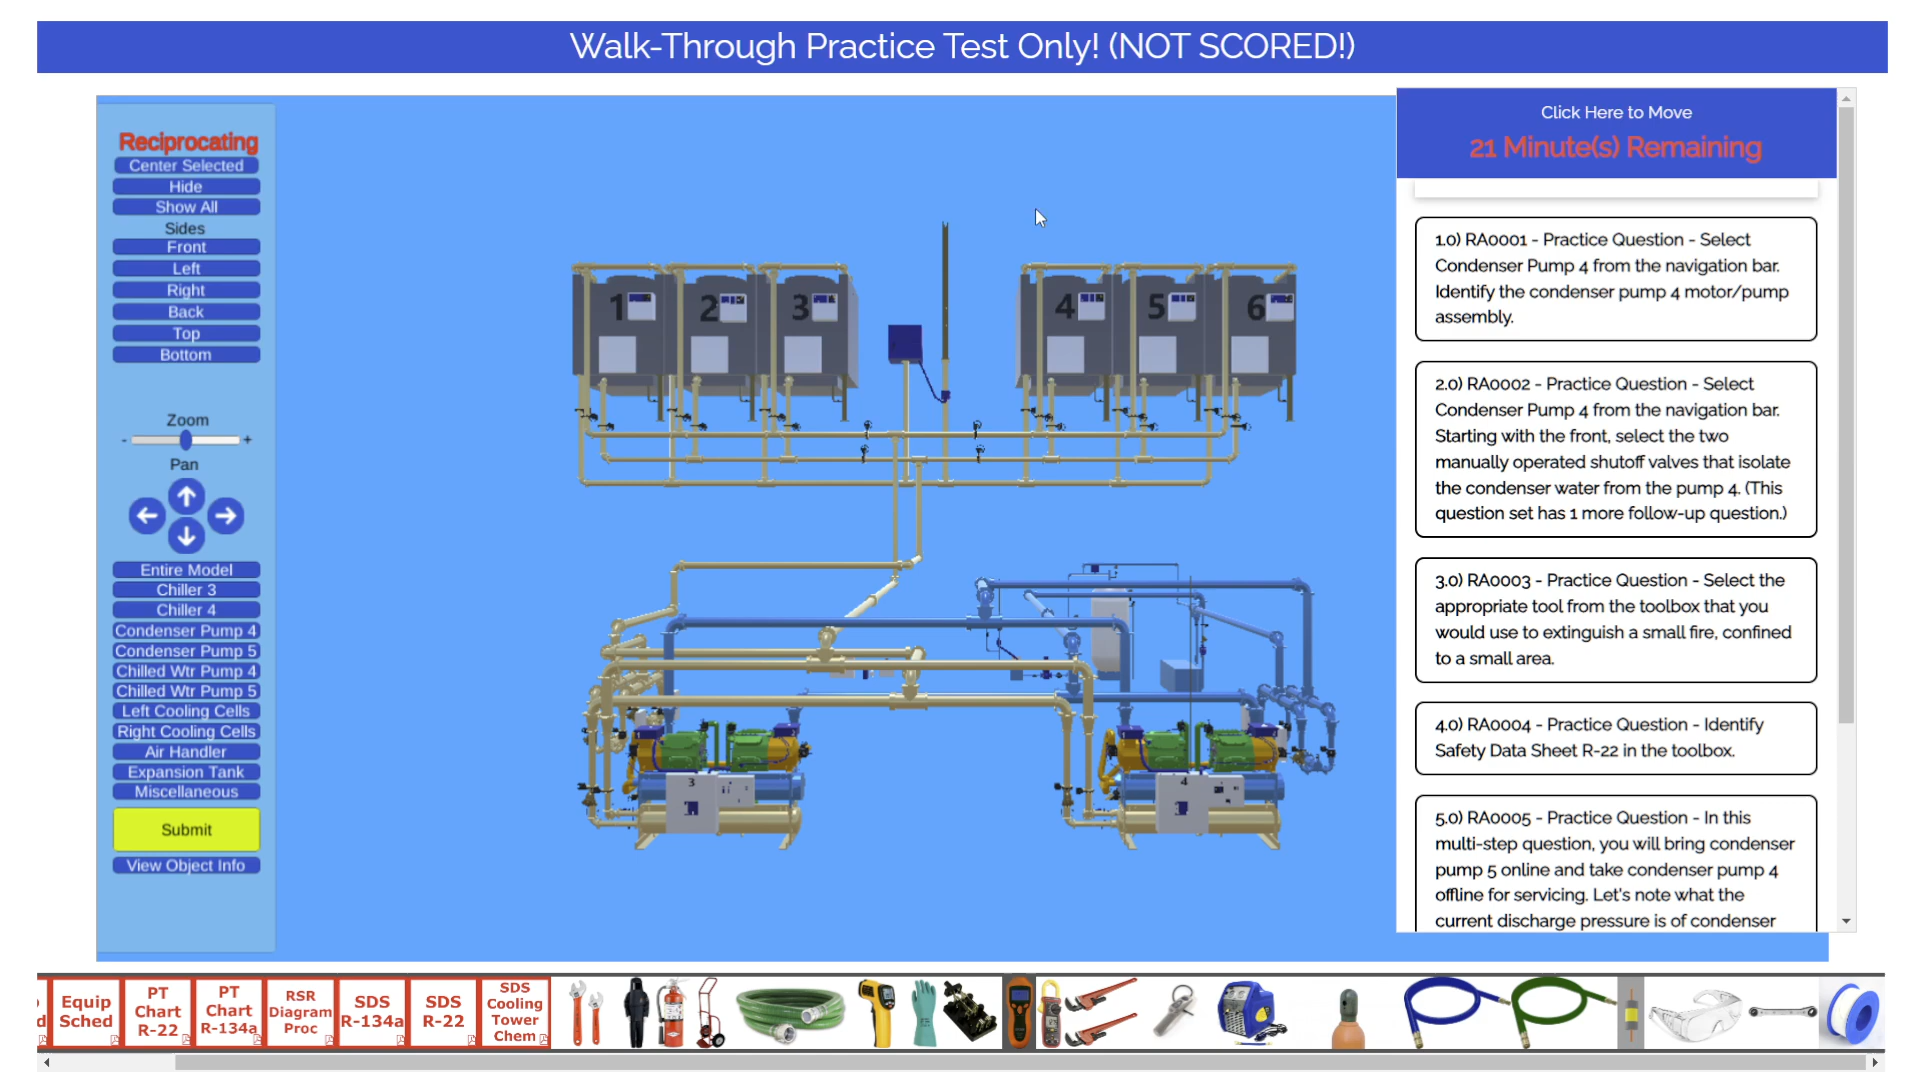 Walk-Through Practice Test Only! (NOT SCORED!)
Reciprocating
Center Selected
Hide
Show All
Sides
Front
Left
Right
Back
Top
Bottom
Zoom
- +
Pan
Entire Model
Chiller 3
Chiller 4
Condenser Pump 4
Condenser Pump 5
Chilled Wtr Pump 4
Chilled Wtr Pump 5
Left Cooling Cells
Right Cooling Cells
Air Handler
Expansion Tank
Miscellaneous
Submit
View Object Info
1
2
3
4
5
6
3
4
Click Here to Move
21 Minute(s) Remaining
1.0) RA0001 - Practice Question - Select
Condenser Pump 4 from the navigation bar.
Identify the condenser pump 4 motor/pump
assembly.
2.0) RA0002 - Practice Question - Select
Condenser Pump 4 from the navigation bar.
Starting with the front, select the two
manually operated shutoff valves that isolate
the condenser water from the pump 4. (This
question set has 1 more follow-up question.)
3.0) RA0003 - Practice Question - Select the
appropriate tool from the toolbox that you
would use to extinguish a small fire, confined
to a small area.
4.0) RA0004 - Practice Question - Identify
Safety Data Sheet R-22 in the toolbox.
5.0) RA0005 - Practice Question - In this
multi-step question, you will bring condenser
pump 5 online and take condenser pump 4
offline for servicing. Let's note what the
current discharge pressure is of condenser
Equip
Sched
PT
Chart
R-22
PT
Chart
R-134a
RSR
Diagram
Proc
SDS
R-134a
SDS
R-22
SDS
Cooling
Tower
Chem